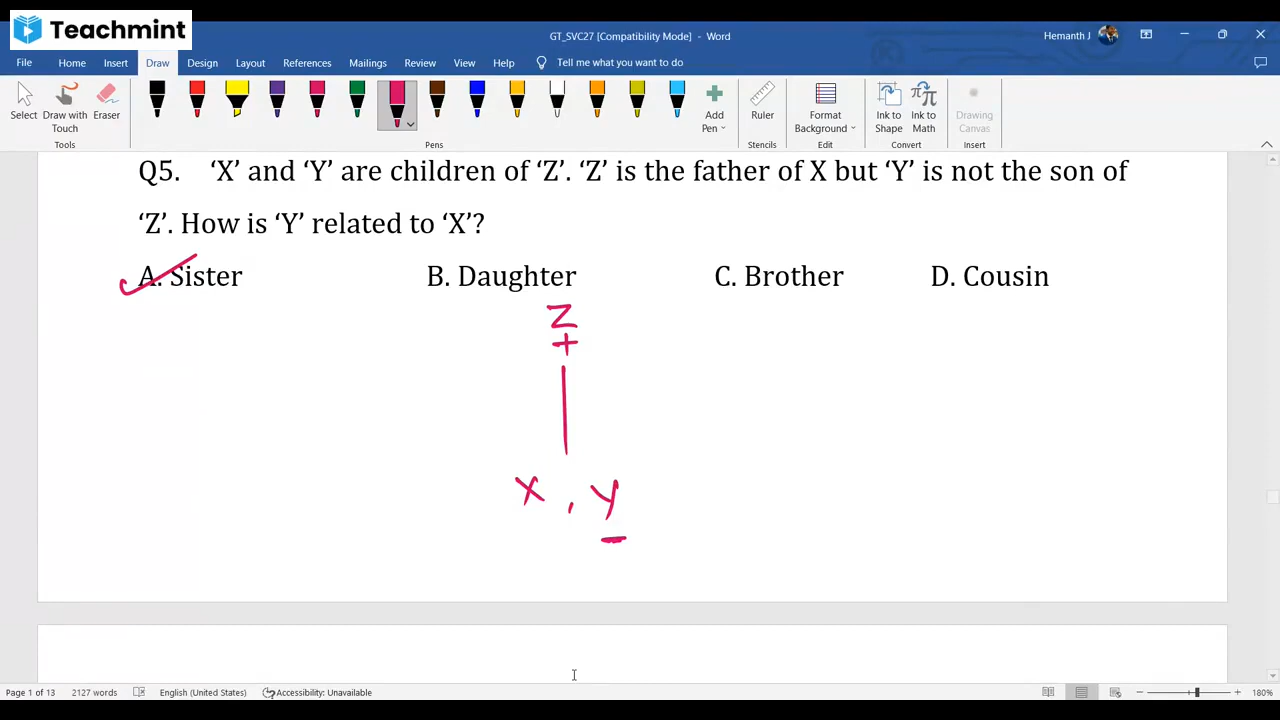 Teachmint
GT_SVC27 [Compatibility Mode] - Word
Hemanth J
File Home Insert Draw Design Layout References Mailings Review View Help Tell me what you want to do
Select Draw with Touch Eraser Add Pen Ruler Format Background Ink to Shape Ink to Math Drawing Canvas
Tools Pens Stencils Edit Convert Insert
Q5. ‘X’ and ‘Y’ are children of ‘Z’. ‘Z’ is the father of X but ‘Y’ is not the son of
‘Z’. How is ‘Y’ related to ‘X’?
A. Sister B. Daughter C. Brother D. Cousin
Z
+
X , Y
−
Page 1 of 13 2127 words English (United States) Accessibility: Unavailable 180%